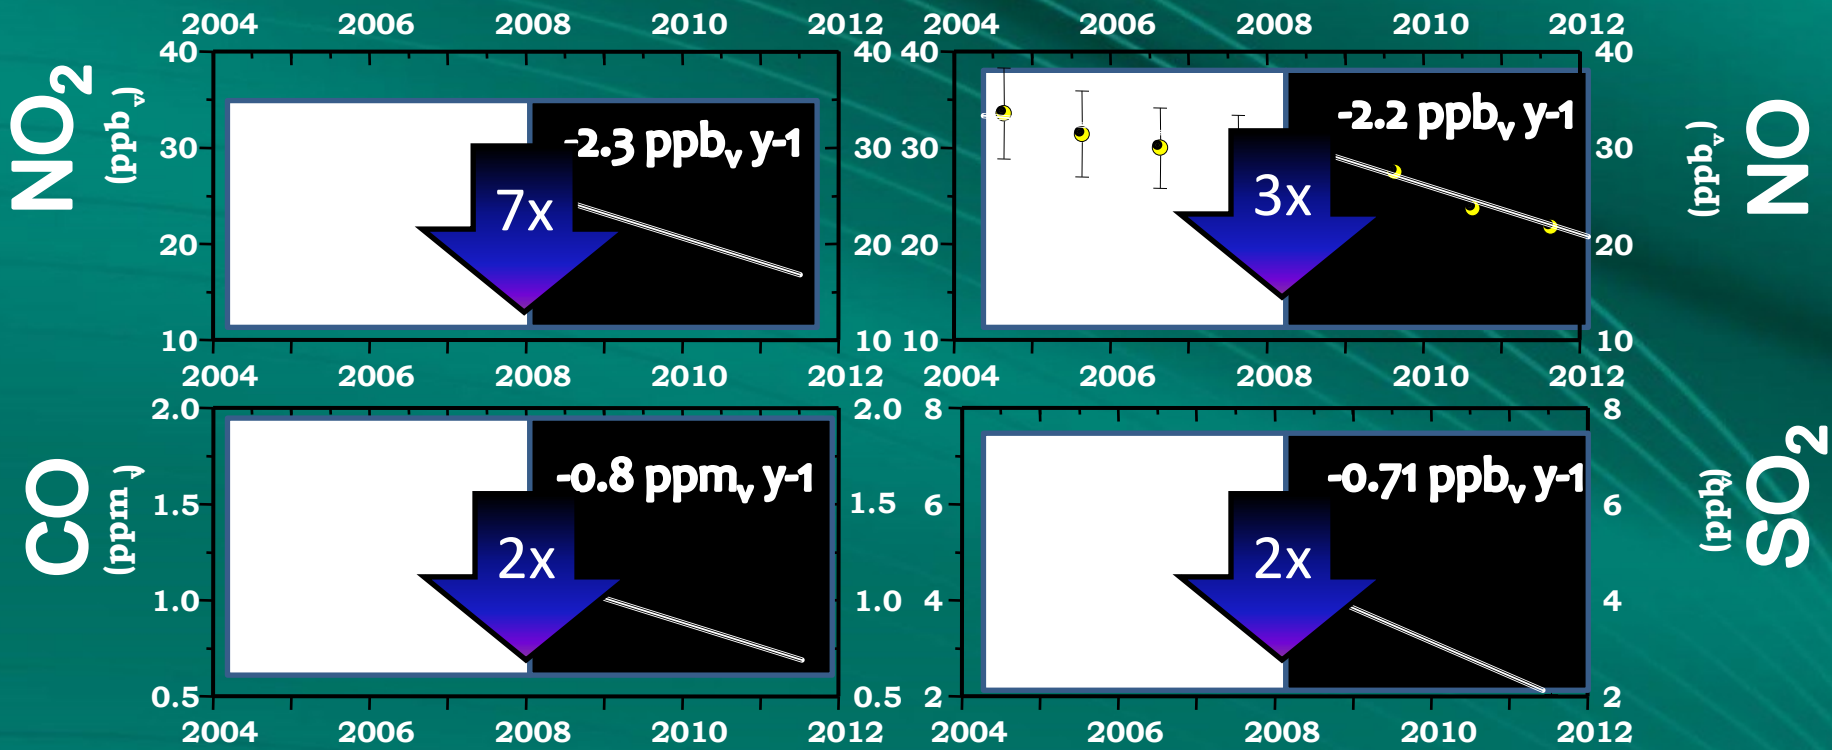 2004 2006 2008 2010 2012 2004 2006 2008 2010 2012
40 40 40 40
NO2 (ppbv)
-2.3 ppbv y-1
-2.2 ppbv y-1
NO (ppbv)
30 30 30 30
7x
3x
20 20 20 20
10 10 10 10
2004 2006 2008 2010 2012 2004 2006 2008 2010 2012
2.0 2.0 8 8
CO (ppmv)
-0.8 ppmv y-1
-0.71 ppbv y-1
SO2 (ppbv)
1.5 1.5 6 6
2x
2x
1.0 1.0 4 4
0.5 0.5 2 2
2004 2006 2008 2010 2012 2004 2006 2008 2010 2012